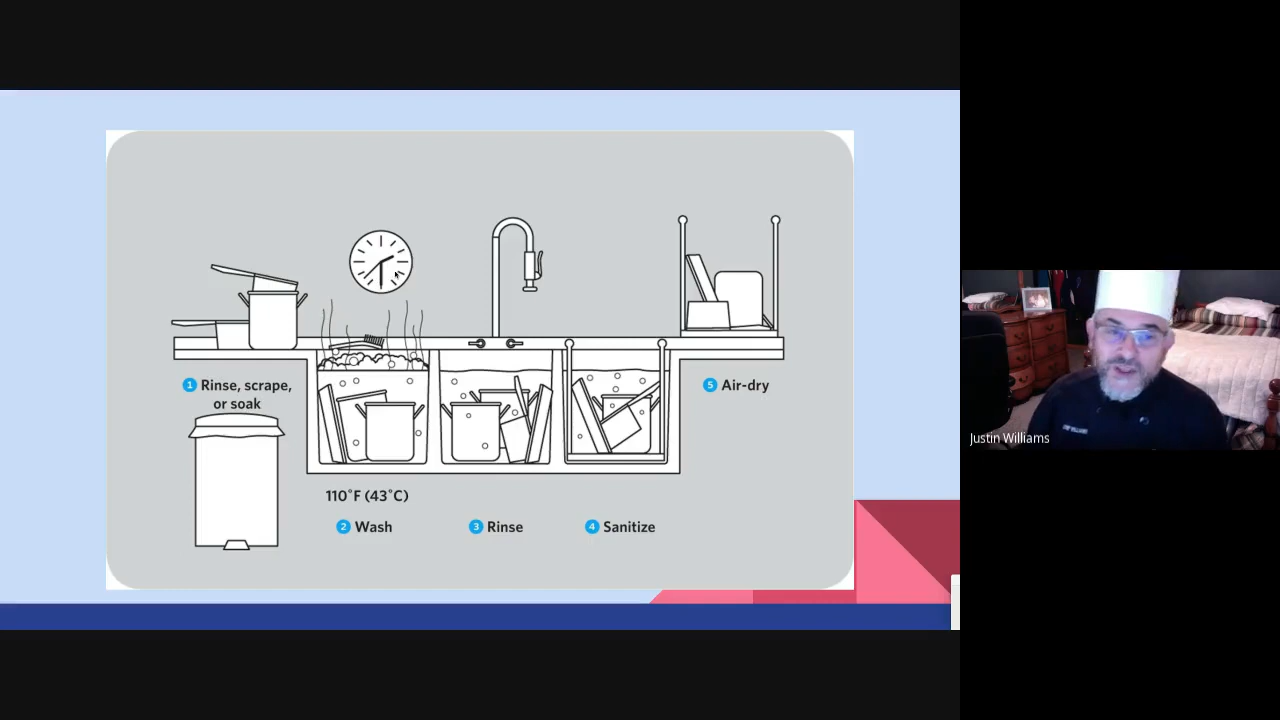 1 Rinse, scrape,
or soak
110°F (43°C)
2 Wash
3 Rinse
4 Sanitize
5 Air-dry
Justin Williams